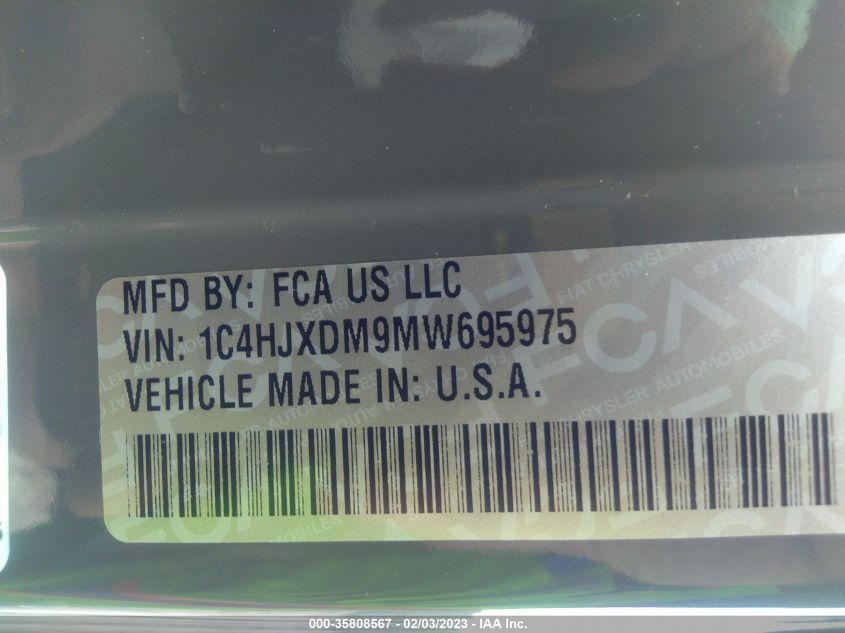 MFD BY: FCA US LLC
VIN: 1C4HJXDM9MW695975
VEHICLE MADE IN: U.S.A.
000-35808567 - 02/03/2023 - IAA Inc.